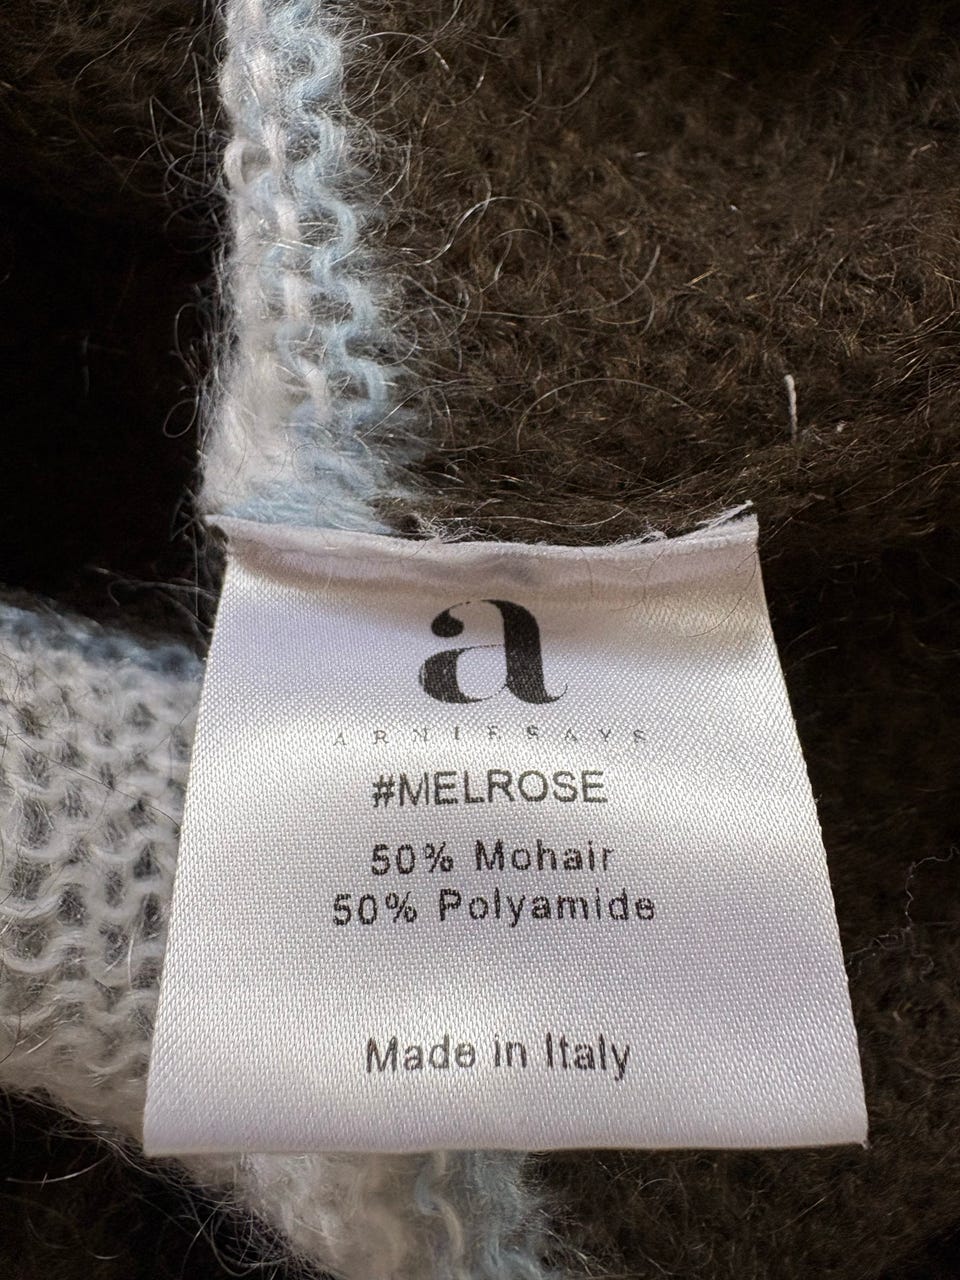 a
ARNIESAYS
#MELROSE
50% Mohair
50% Polyamide
Made in Italy